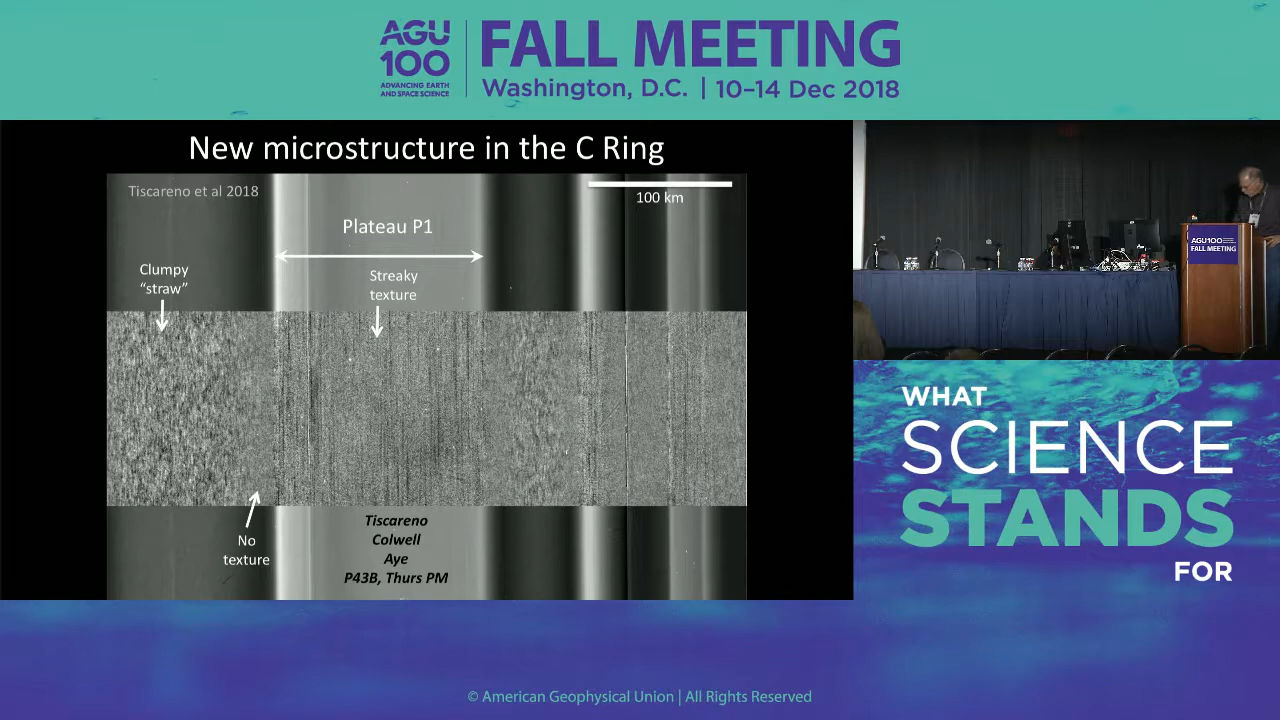 AGU
100
ADVANCING EARTH
AND SPACE SCIENCE
FALL MEETING
Washington, D.C. | 10–14 Dec 2018
New microstructure in the C Ring
Tiscareno et al 2018
100 km
Plateau P1
Clumpy
“straw”
Streaky
texture
No
texture
Tiscareno
Colwell
Aye
P43B, Thurs PM
AGU100
FALL MEETING
WHAT
SCIENCE
STANDS
FOR
© American Geophysical Union | All Rights Reserved